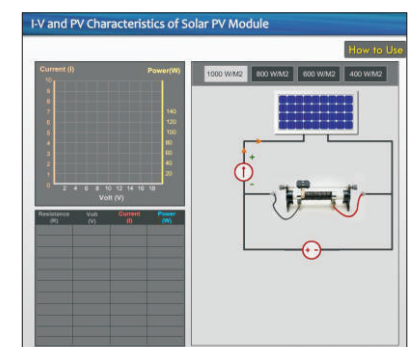 I-V and PV Characteristics of Solar PV Module
How to Use
Current (I) Power(W)
10
9
8
7 140
6 120
5 100
4 80
3 60
2 40
1 20
0
2 4 6 8 10 12 14 16 18
Volt (V)
1000 W/M2 800 W/M2 600 W/M2 400 W/M2
+
-
+ -
Resistance Volt Current Power
(R) (V) (I) (W)